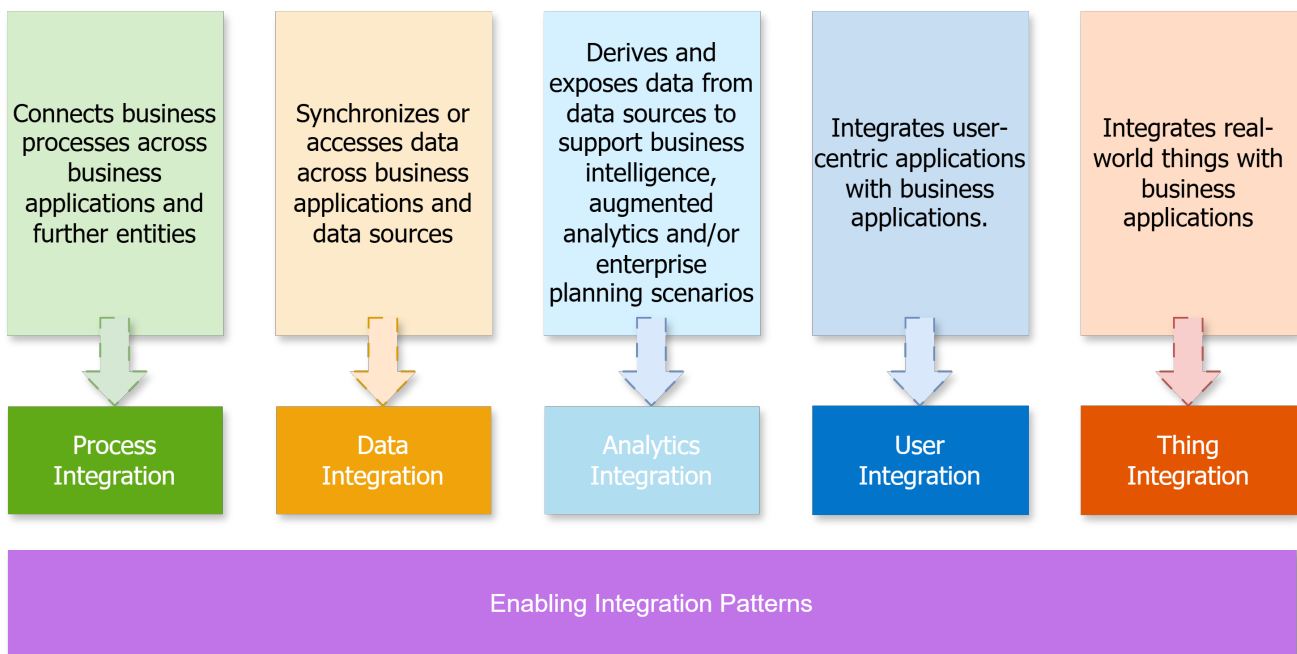 Connects business
processes across
business
applications and
further entities
Synchronizes or
accesses data
across business
applications and
data sources
Derives and
exposes data from
data sources to
support business
intelligence,
augmented
analytics and/or
enterprise
planning scenarios
Integrates user-
centric applications
with business
applications.
Integrates real-
world things with
business
applications
Process
Integration
Data
Integration
Analytics
Integration
User
Integration
Thing
Integration
Enabling Integration Patterns